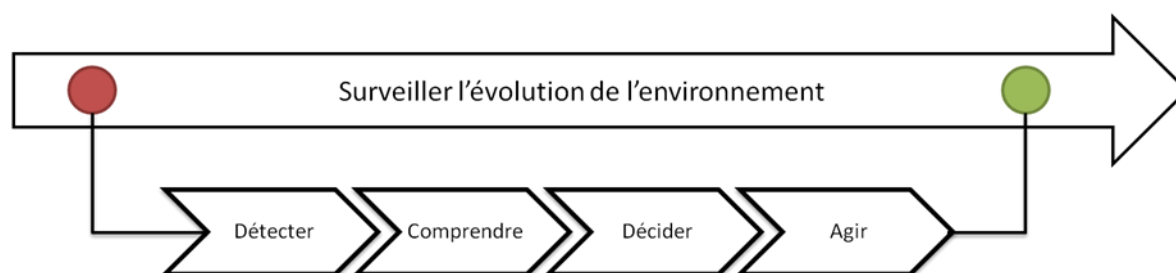 Surveiller l'évolution de l'environnement
Détecter
Comprendre
Décider
Agir